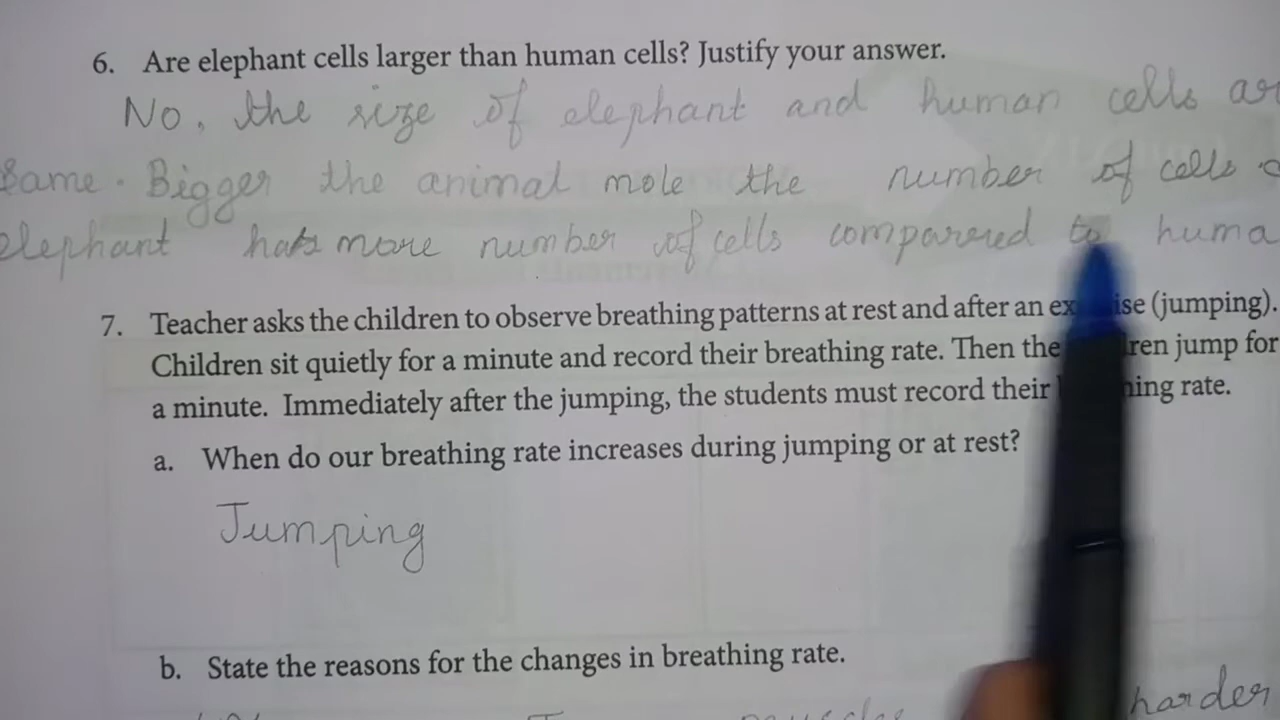 6. Are elephant cells larger than human cells? Justify your answer.
No, the size of elephant and human cells ar
Same. Bigger the animal mole the number of cells
elephant has more number of cells comparred to huma
7. Teacher asks the children to observe breathing patterns at rest and after an ex ise (jumping).
Children sit quietly for a minute and record their breathing rate. Then the ren jump for
a minute. Immediately after the jumping, the students must record their hing rate.
a. When do our breathing rate increases during jumping or at rest?
Jumping
b. State the reasons for the changes in breathing rate.
harder